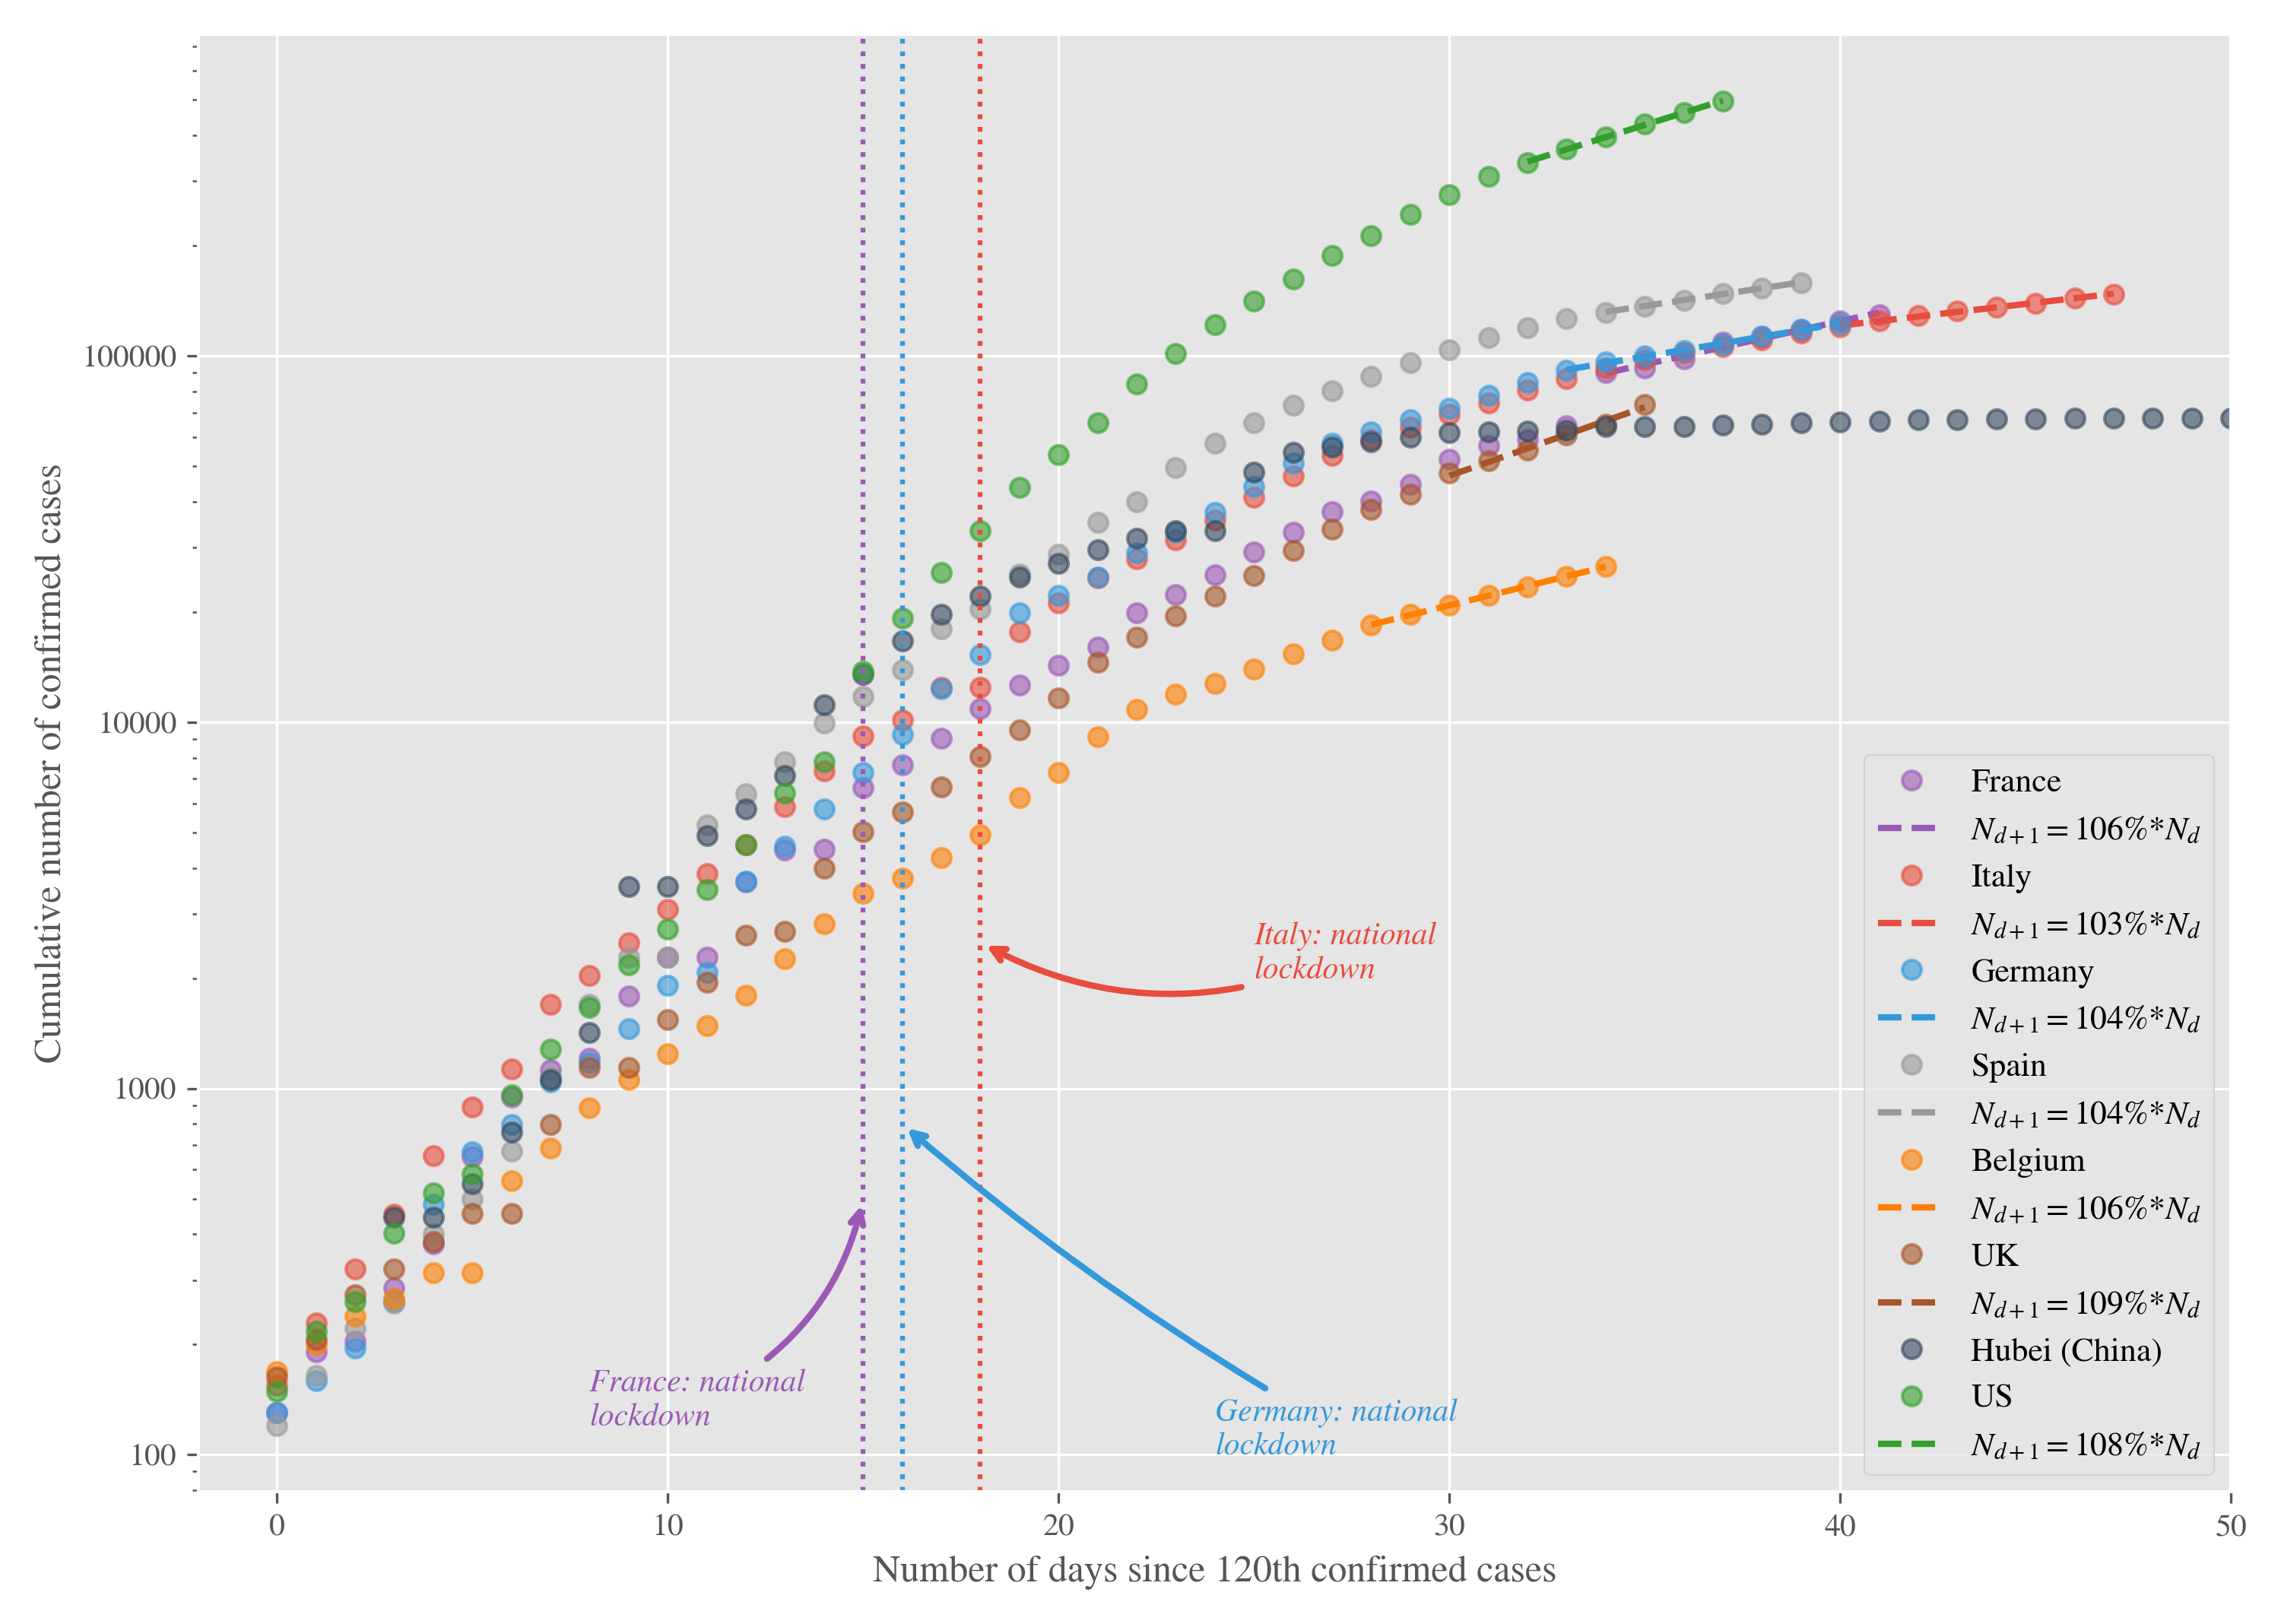 Cumulative number of confirmed cases
100000
10000
1000
100
Italy: national
lockdown
France: national
lockdown
Germany: national
lockdown
France
N_{d+1} = 106%*N_d
Italy
N_{d+1} = 103%*N_d
Germany
N_{d+1} = 104%*N_d
Spain
N_{d+1} = 104%*N_d
Belgium
N_{d+1} = 106%*N_d
UK
N_{d+1} = 109%*N_d
Hubei (China)
US
N_{d+1} = 108%*N_d
0 10 20 30 40 50
Number of days since 120th confirmed cases